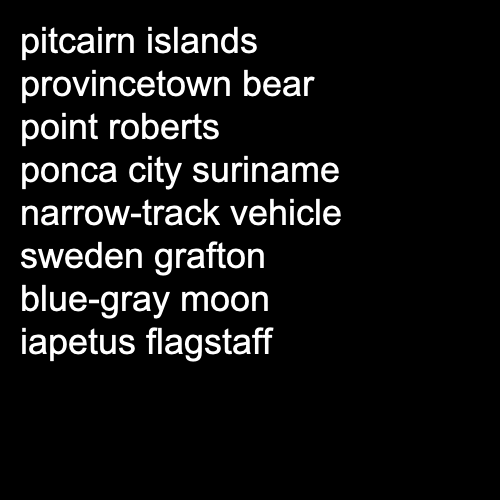 pitcairn islands
provincetown bear
point roberts
ponca city suriname
narrow-track vehicle
sweden grafton
blue-gray moon
iapetus flagstaff